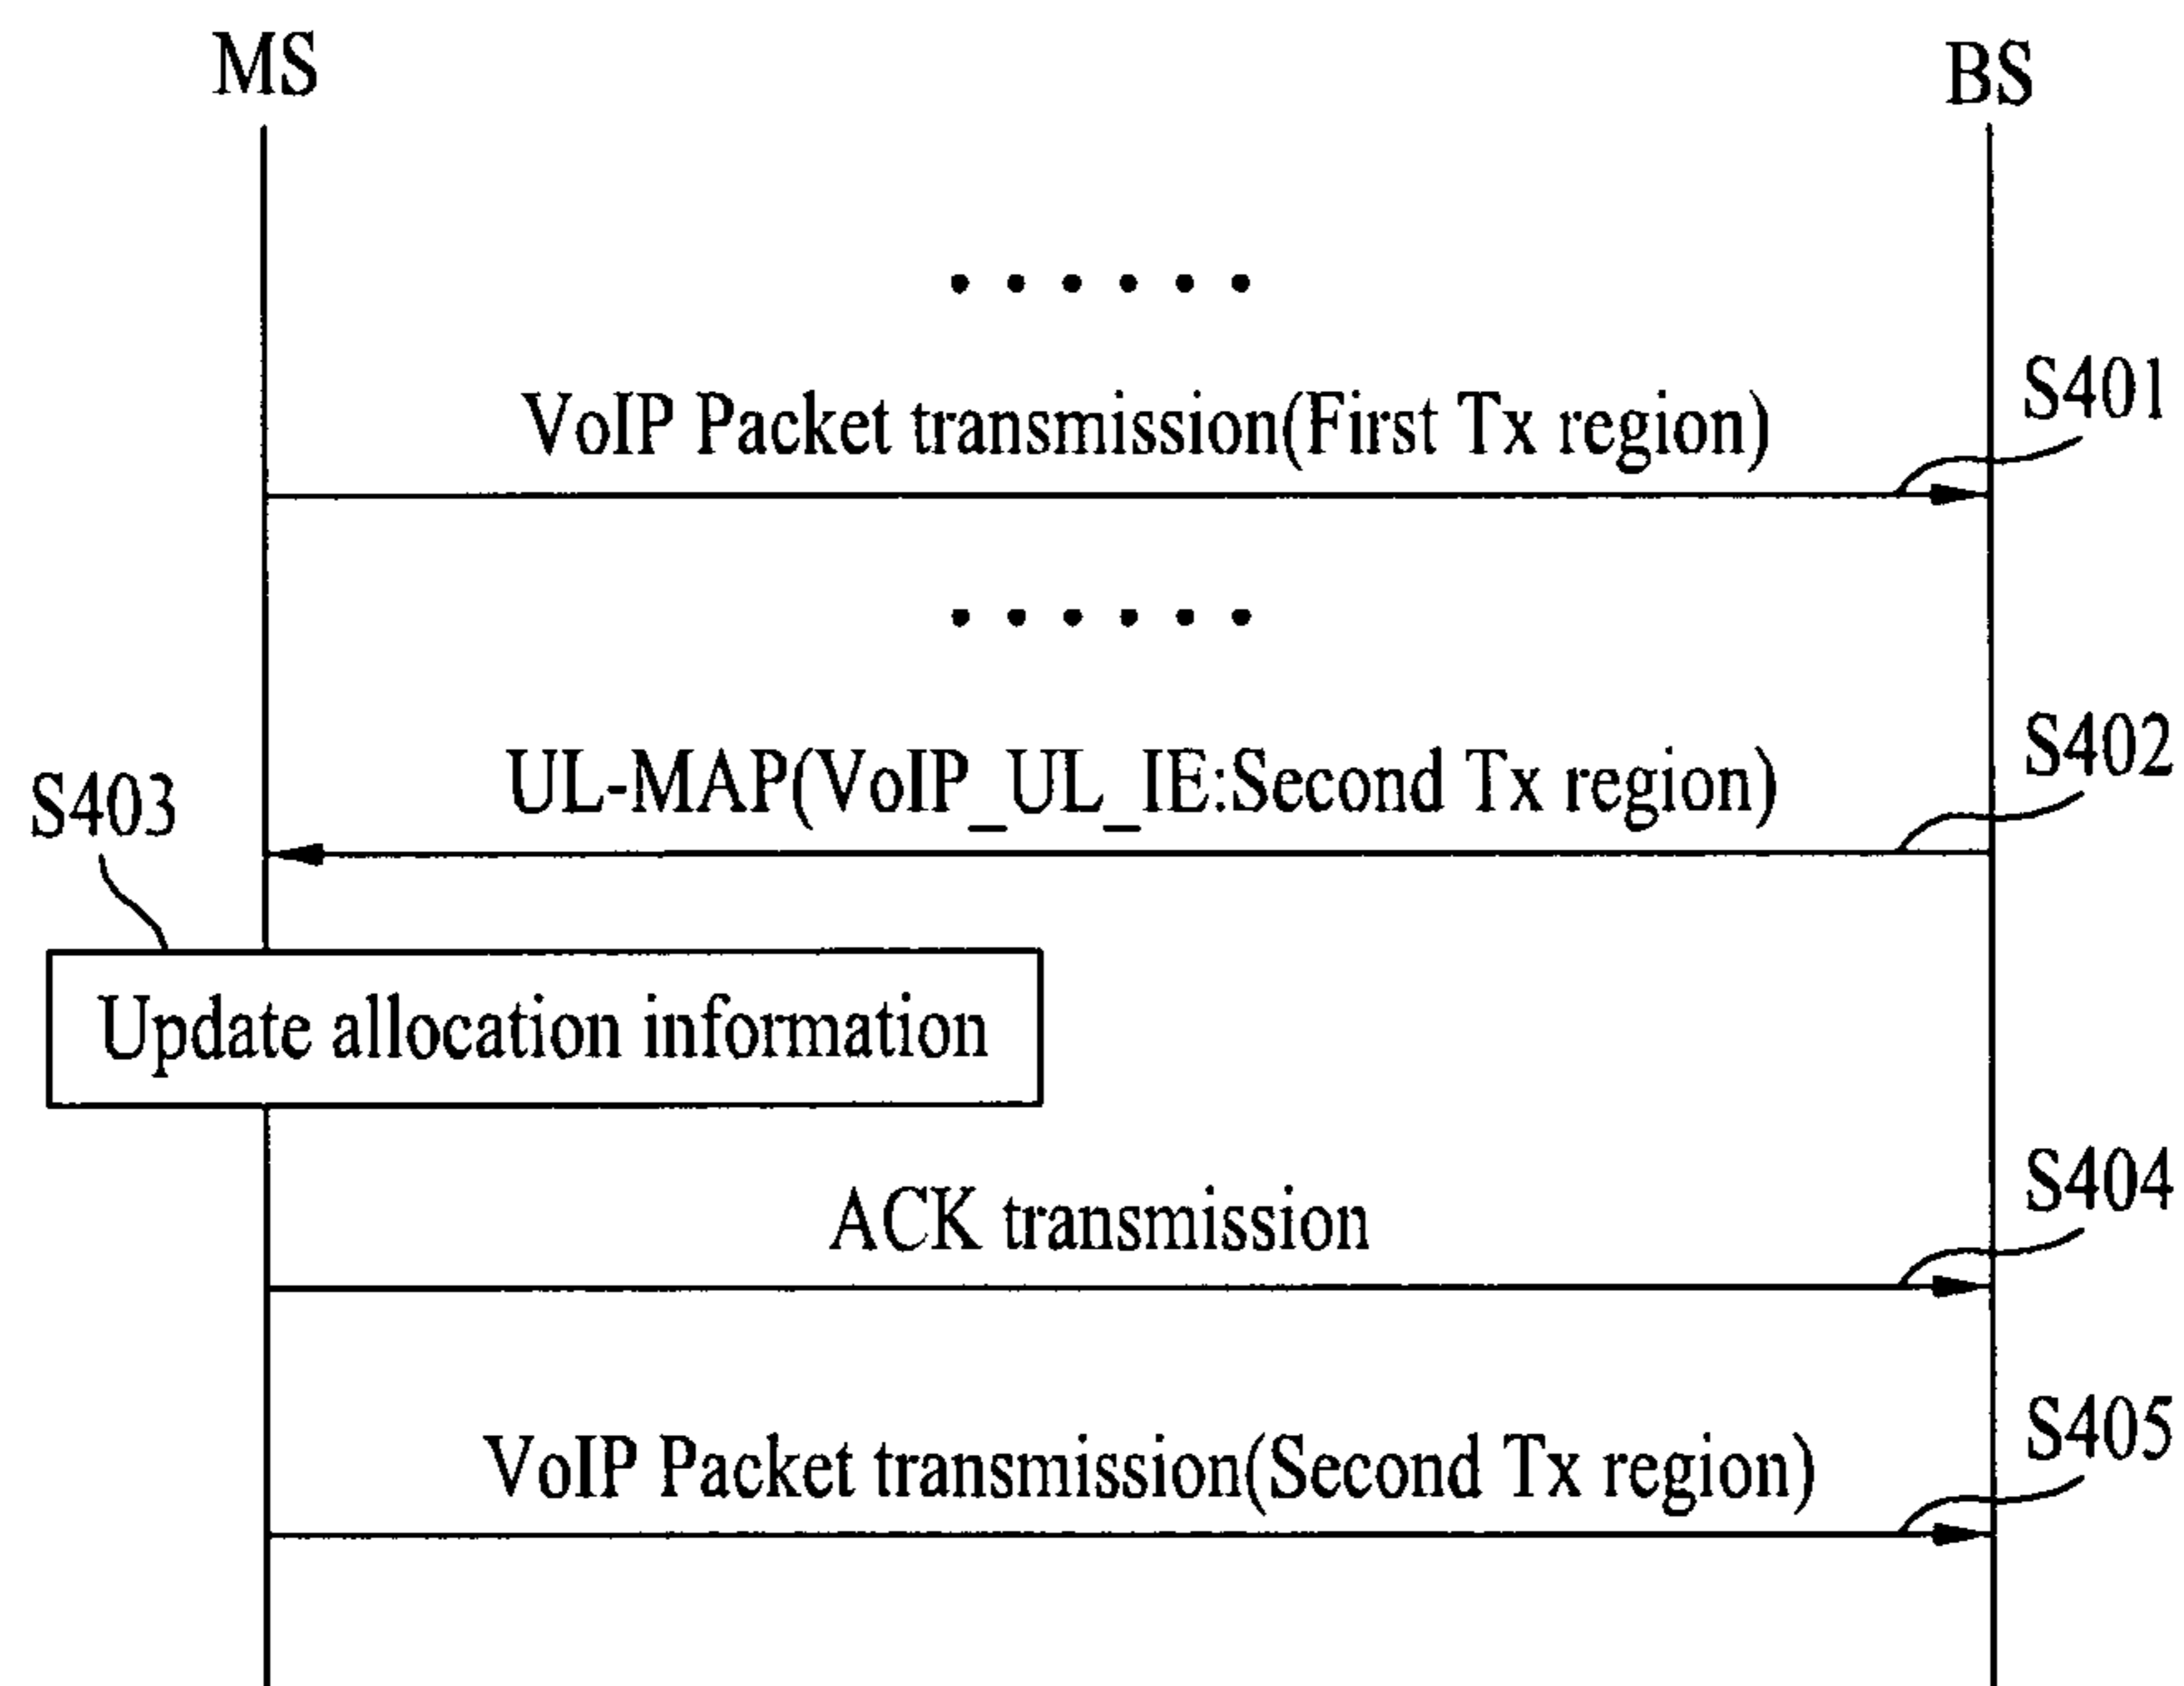 MS
BS
S401
VoIP Packet transmission(First Tx region)
S402
UL-MAP(VoIP_UL_IE:Second Tx region)
S403
Update allocation information
S404
ACK transmission
S405
VoIP Packet transmission(Second Tx region)